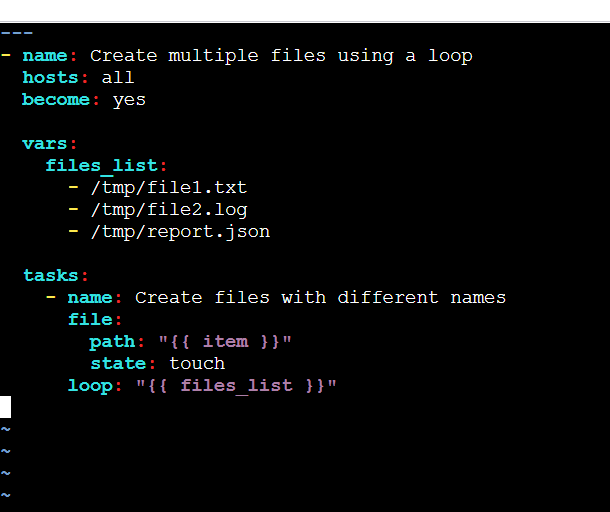 ---
- name: Create multiple files using a loop
  hosts: all
  become: yes

  vars:
    files_list:
      - /tmp/file1.txt
      - /tmp/file2.log
      - /tmp/report.json

  tasks:
    - name: Create files with different names
      file:
        path: "{{ item }}"
        state: touch
      loop: "{{ files_list }}"

~
~
~
~